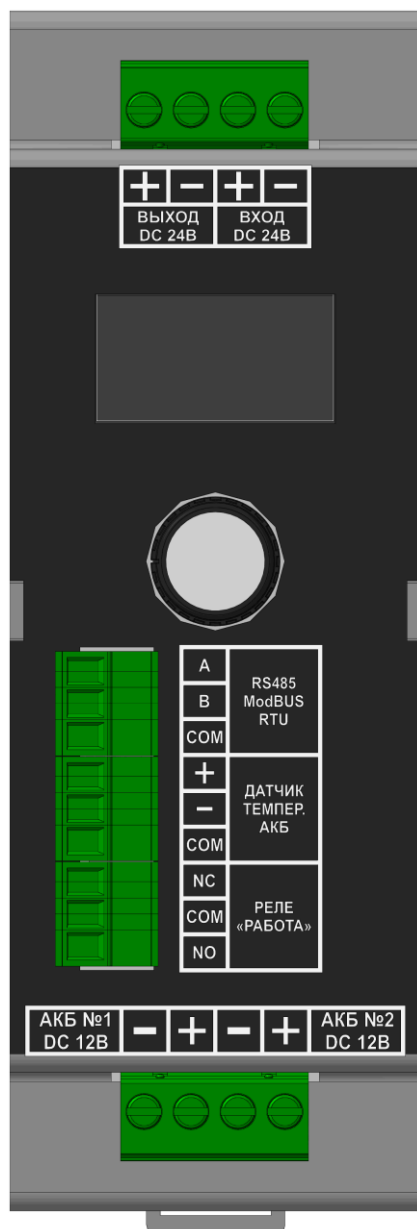 + - + -
ВЫХОД ВХОД
DC 24В DC 24В
A
B
COM
RS485
ModBUS
RTU
+
-
COM
ДАТЧИК
ТЕМПЕР.
АКБ
NC
COM
NO
РЕЛЕ
«РАБОТА»
АКБ №1 - + - + АКБ №2
DC 12В DC 12В